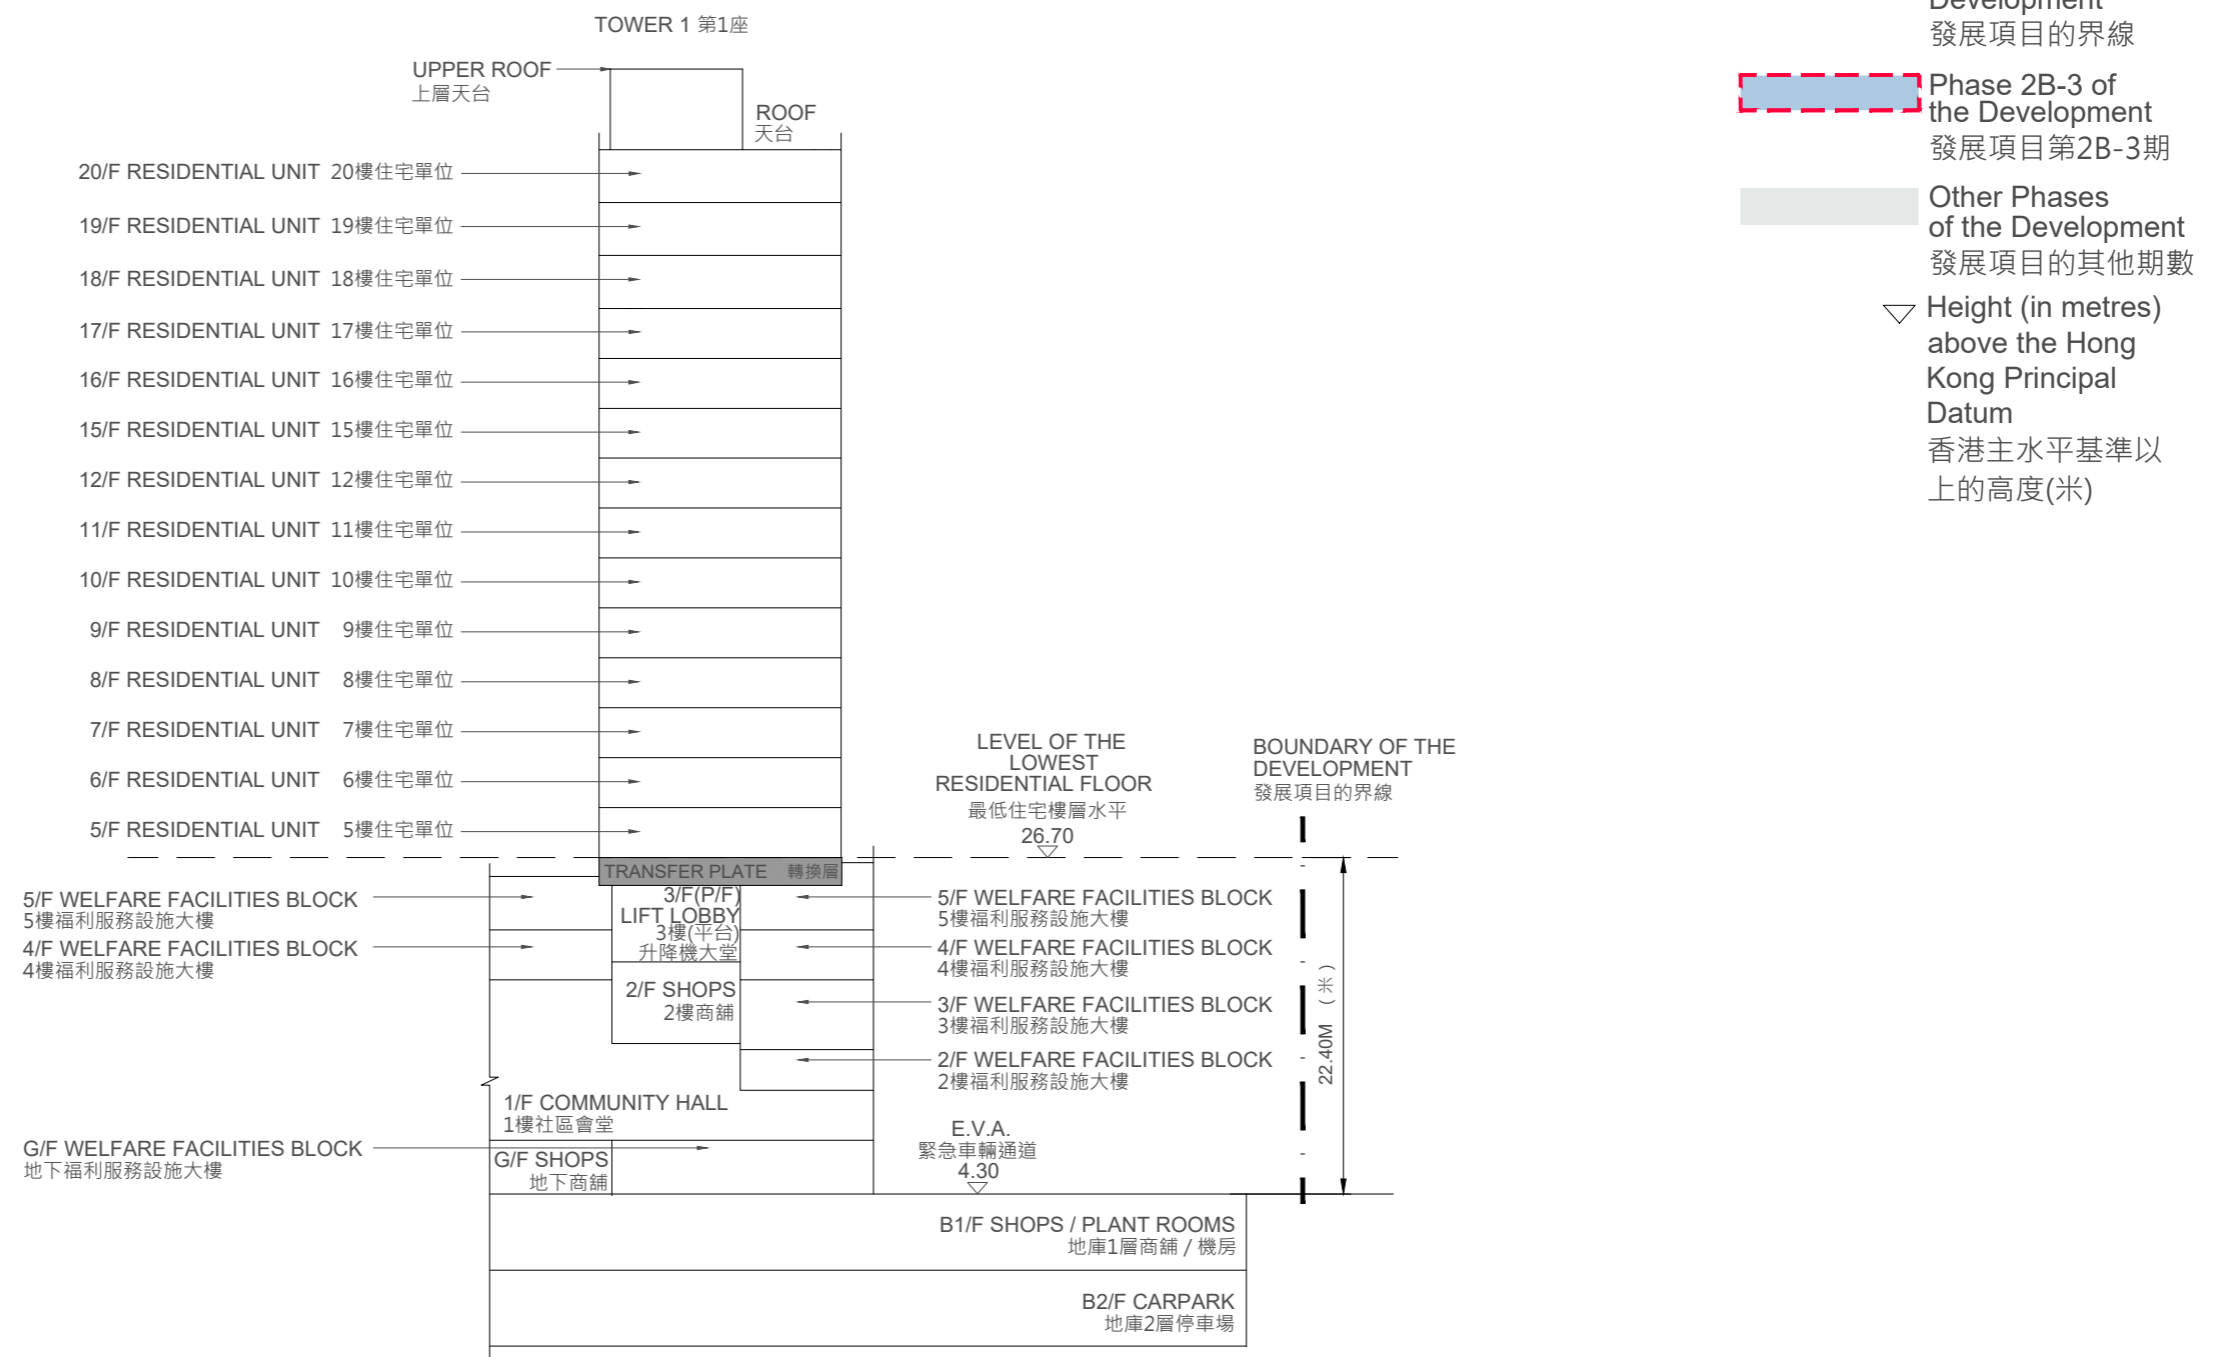 TOWER 1 第1座
UPPER ROOF
上層天台
ROOF
天台
20/F RESIDENTIAL UNIT 20樓住宅單位
19/F RESIDENTIAL UNIT 19樓住宅單位
18/F RESIDENTIAL UNIT 18樓住宅單位
17/F RESIDENTIAL UNIT 17樓住宅單位
16/F RESIDENTIAL UNIT 16樓住宅單位
15/F RESIDENTIAL UNIT 15樓住宅單位
12/F RESIDENTIAL UNIT 12樓住宅單位
11/F RESIDENTIAL UNIT 11樓住宅單位
10/F RESIDENTIAL UNIT 10樓住宅單位
9/F RESIDENTIAL UNIT 9樓住宅單位
8/F RESIDENTIAL UNIT 8樓住宅單位
7/F RESIDENTIAL UNIT 7樓住宅單位
6/F RESIDENTIAL UNIT 6樓住宅單位
5/F RESIDENTIAL UNIT 5樓住宅單位
LEVEL OF THE
LOWEST
RESIDENTIAL FLOOR
最低住宅樓層水平
26.70
BOUNDARY OF THE
DEVELOPMENT
發展項目的界線
TRANSFER PLATE 轉換層
5/F WELFARE FACILITIES BLOCK
5樓福利服務設施大樓
4/F WELFARE FACILITIES BLOCK
4樓福利服務設施大樓
3/F(P/F)
LIFT LOBBY
3樓(平台)
升降機大堂
2/F SHOPS
2樓商舖
5/F WELFARE FACILITIES BLOCK
5樓福利服務設施大樓
4/F WELFARE FACILITIES BLOCK
4樓福利服務設施大樓
3/F WELFARE FACILITIES BLOCK
3樓福利服務設施大樓
2/F WELFARE FACILITIES BLOCK
2樓福利服務設施大樓
22.40M (米)
1/F COMMUNITY HALL
1樓社區會堂
G/F WELFARE FACILITIES BLOCK
地下福利服務設施大樓
G/F SHOPS
地下商舖
E.V.A.
緊急車輛通道
4.30
B1/F SHOPS / PLANT ROOMS
地庫1層商舖 / 機房
B2/F CARPARK
地庫2層停車場
Development
發展項目的界線
Phase 2B-3 of
the Development
發展項目第2B-3期
Other Phases
of the Development
發展項目的其他期數
Height (in metres)
above the Hong
Kong Principal
Datum
香港主水平基準以
上的高度(米)